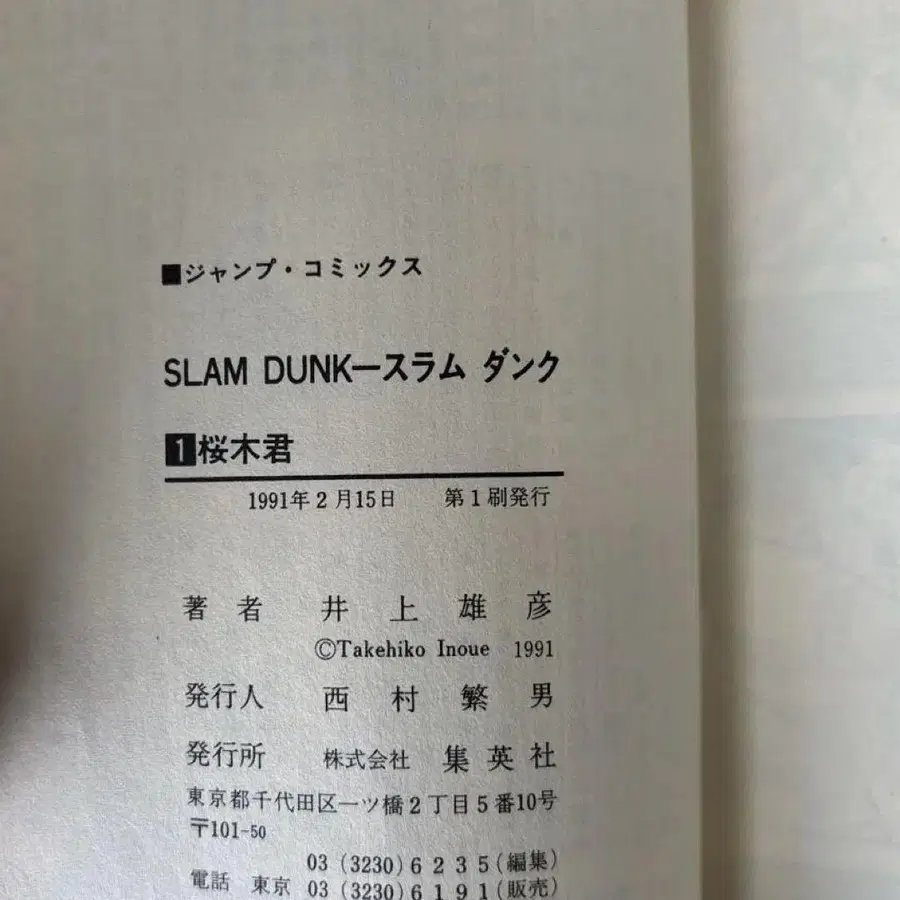 ■ジャンプ・コミックス
SLAM DUNK―スラム ダンク
1桜木君
1991年2月15日 第1刷発行
著者 井上雄彦
©Takehiko Inoue 1991
発行人 西村繁男
発行所 株式会社 集英社
東京都千代田区一ツ橋2丁目5番10号
〒101-50
03(3230)6235(編集)
電話 東京 03(3230)6191(販売)